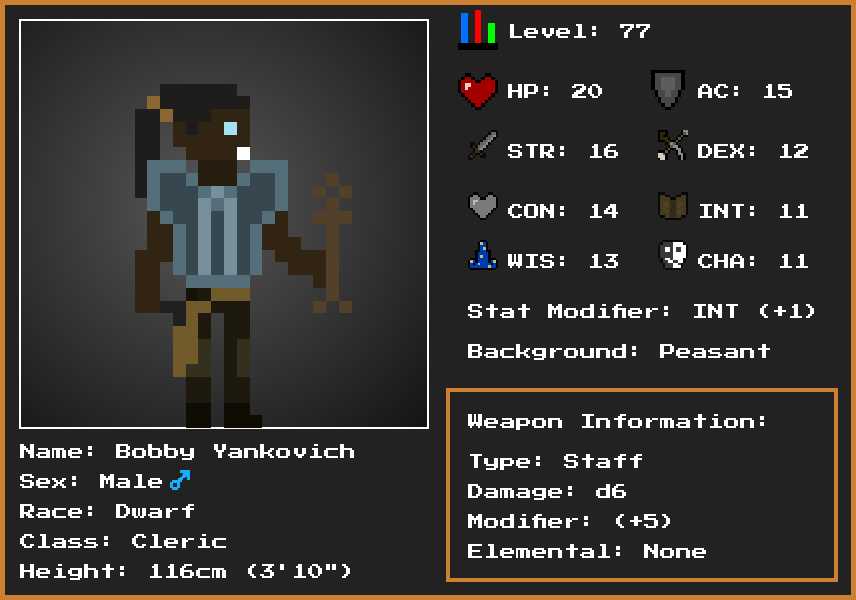 Level: 77
HP: 20 AC: 15
STR: 16 DEX: 12
CON: 14 INT: 11
WIS: 13 CHA: 11
Stat Modifier: INT (+1)
Background: Peasant
Weapon Information:
Type: Staff
Damage: d6
Modifier: (+5)
Elemental: None
Name: Bobby Yankovich
Sex: Male♂
Race: Dwarf
Class: Cleric
Height: 116cm (3'10")